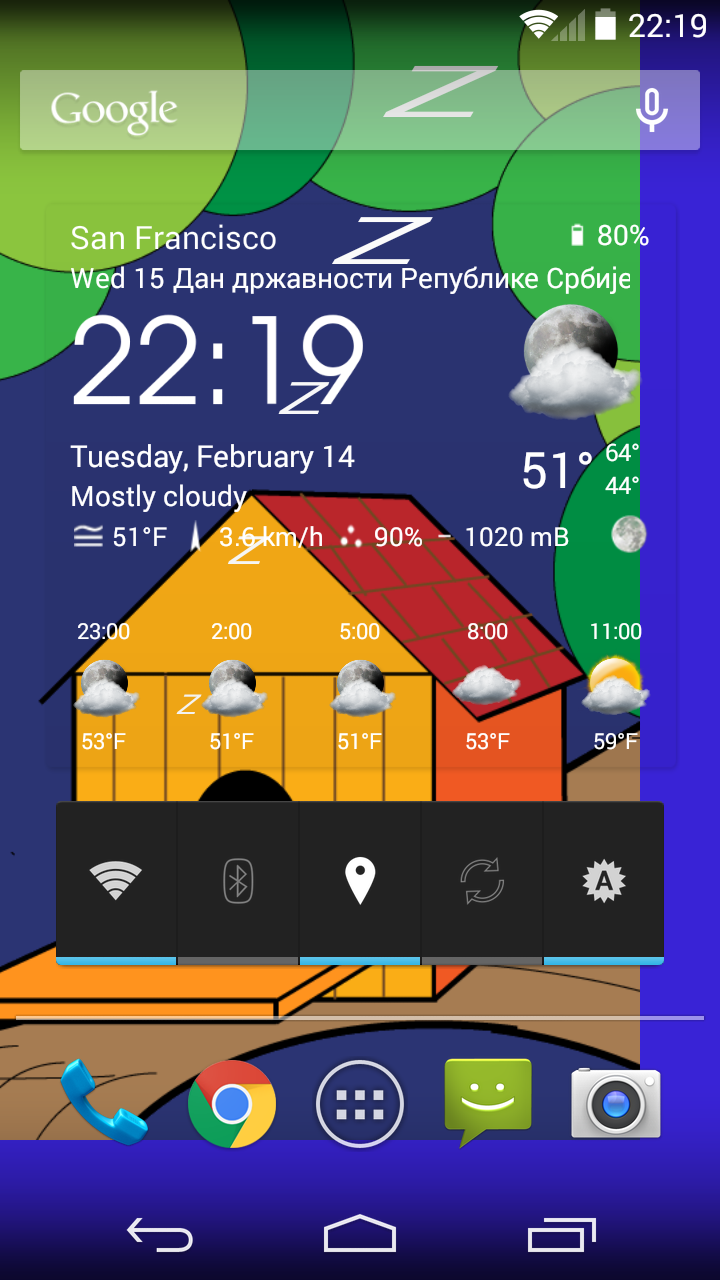 22:19
Google
Z
San Francisco 80%
Z
Wed 15 Дан државности Републике Србије
22:19
Z
Tuesday, February 14
51° 64°
44°
Mostly cloudy
51°F 3.6 km/h 90% – 1020 mB
Z
23:00 2:00 5:00 8:00 11:00
Z
53°F 51°F 51°F 53°F 59°F
A